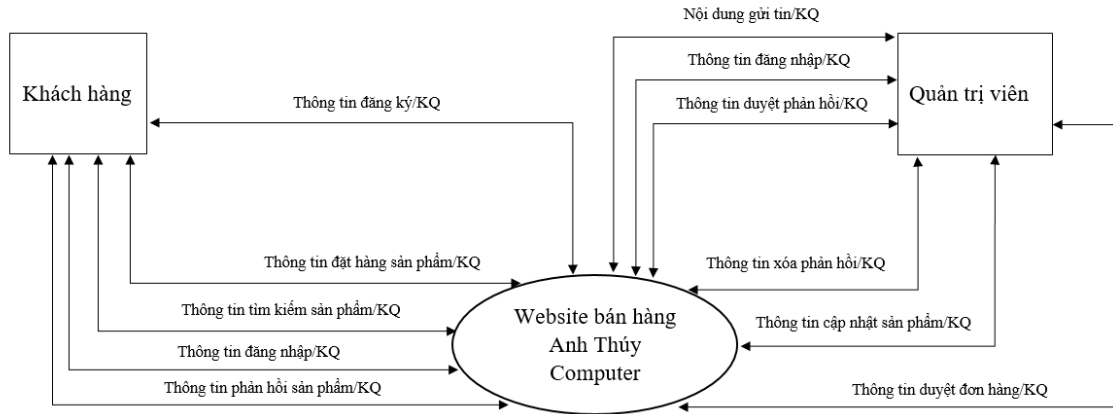 Nội dung gửi tin/KQ
Thông tin đăng nhập/KQ
Khách hàng
Quản trị viên
Thông tin đăng ký/KQ
Thông tin duyệt phản hồi/KQ
Thông tin đặt hàng sản phẩm/KQ
Thông tin xóa phản hồi/KQ
Thông tin tìm kiếm sản phẩm/KQ
Website bán hàng
Anh Thúy
Computer
Thông tin cập nhật sản phẩm/KQ
Thông tin đăng nhập/KQ
Thông tin phản hồi sản phẩm/KQ
Thông tin duyệt đơn hàng/KQ